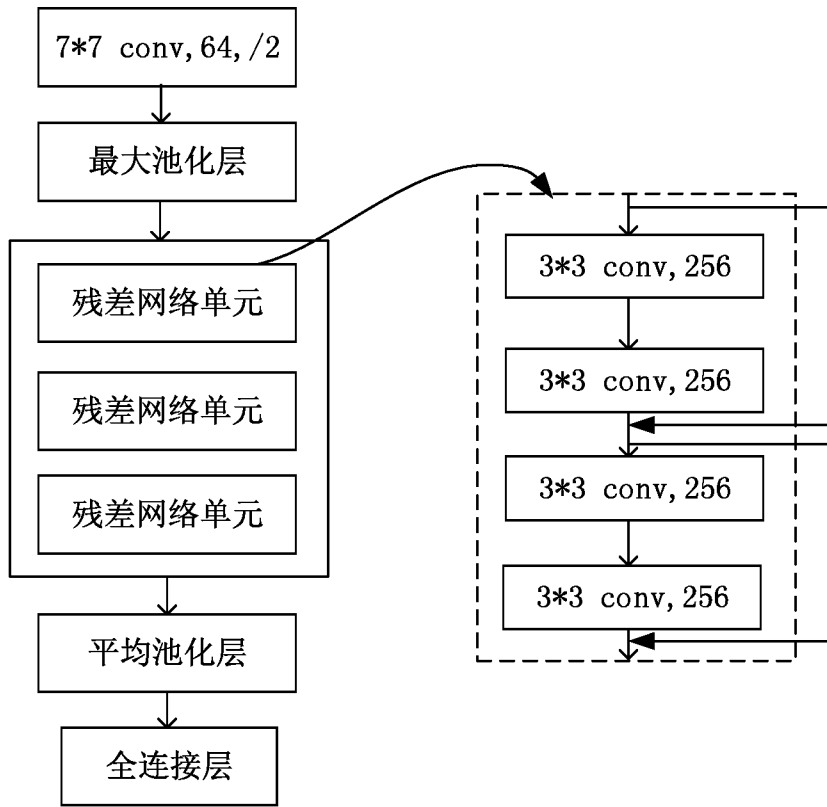 7*7 conv,64,/2
最大池化层
残差网络单元
残差网络单元
残差网络单元
平均池化层
全连接层
3*3 conv,256
3*3 conv,256
3*3 conv,256
3*3 conv,256